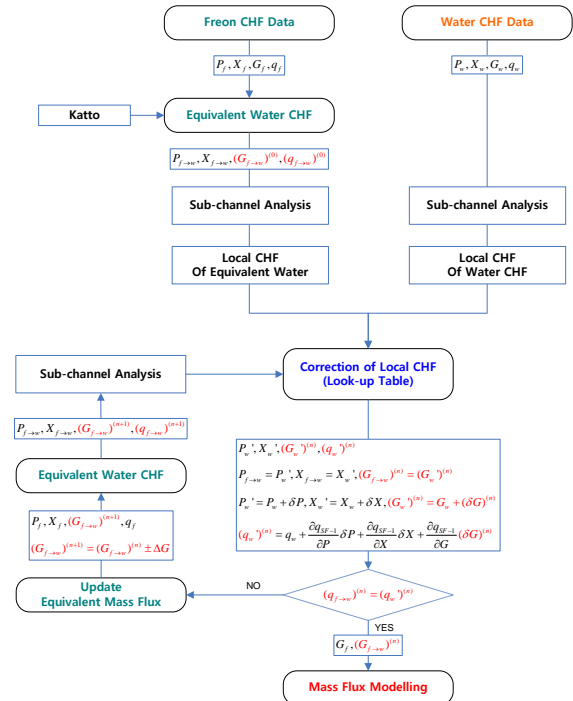 Freon CHF Data
Water CHF Data
P_f, X_f, G_f, q_f
P_w, X_w, G_w, q_w
Katto
Equivalent Water CHF
P_{f→w}, X_{f→w}, (G_{f→w})^{(0)}, (q_{f→w})^{(0)}
Sub-channel Analysis
Sub-channel Analysis
Local CHF
Of Equivalent Water
Local CHF
Of Water CHF
Sub-channel Analysis
Correction of Local CHF
(Look-up Table)
P_{f→w}, X_{f→w}, (G_{f→w})^{(n+1)}, (q_{f→w})^{(n+1)}
Equivalent Water CHF
P_f, X_f, (G_{f→w})^{(n+1)}, q_f
(G_{f→w})^{(n+1)} = (G_{f→w})^{(n)} ± ΔG
Update
Equivalent Mass Flux
P_w', X_w', (G_w')^{(n)}, (q_w')^{(n)}
P_{f→w} = P_w', X_{f→w} = X_w', (G_{f→w})^{(n)} = (G_w')^{(n)}
P_w' = P_w + δP, X_w' = X_w + δX, (G_w')^{(n)} = G_w + (δG)^{(n)}
(q_w')^{(n)} = q_w + ∂q_{SF-1}/∂P δP + ∂q_{SF-1}/∂X δX + ∂q_{SF-1}/∂G (δG)^{(n)}
NO
(q_{f→w})^{(n)} = (q_w')^{(n)}
YES
G_f, (G_{f→w})^{(n)}
Mass Flux Modelling